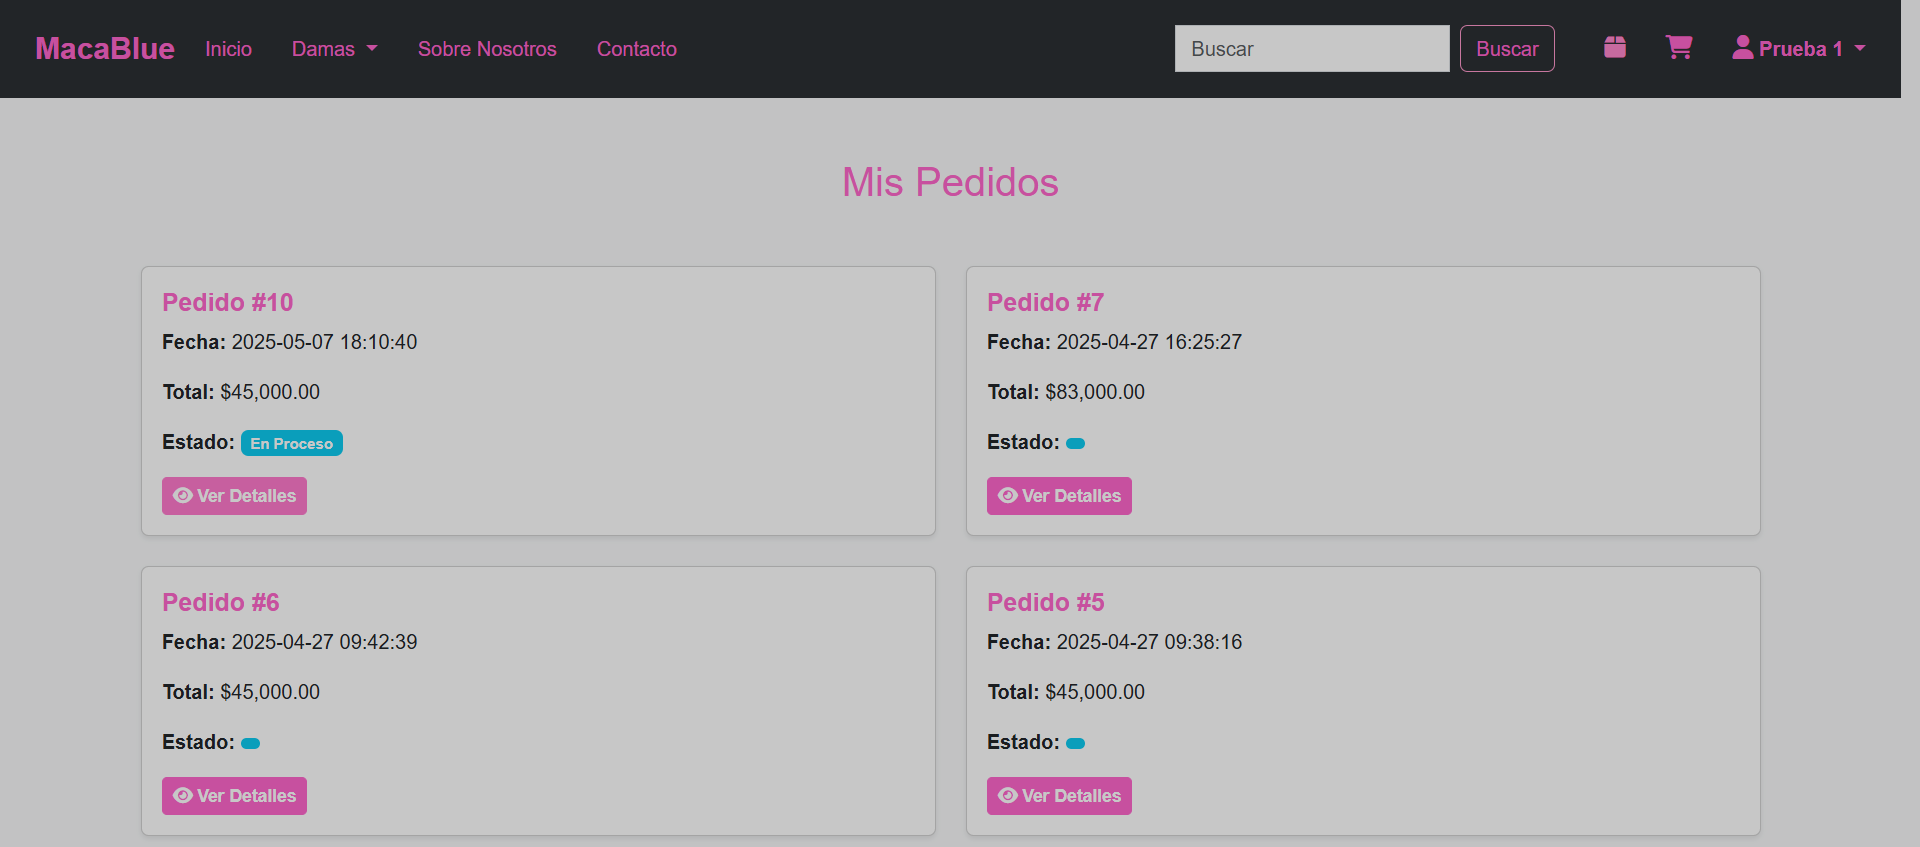 MacaBlue Inicio Damas Sobre Nosotros Contacto Buscar Buscar Prueba 1
Mis Pedidos
Pedido #10
Fecha: 2025-05-07 18:10:40
Total: $45,000.00
Estado: En Proceso
Ver Detalles
Pedido #7
Fecha: 2025-04-27 16:25:27
Total: $83,000.00
Estado:
Ver Detalles
Pedido #6
Fecha: 2025-04-27 09:42:39
Total: $45,000.00
Estado:
Ver Detalles
Pedido #5
Fecha: 2025-04-27 09:38:16
Total: $45,000.00
Estado:
Ver Detalles